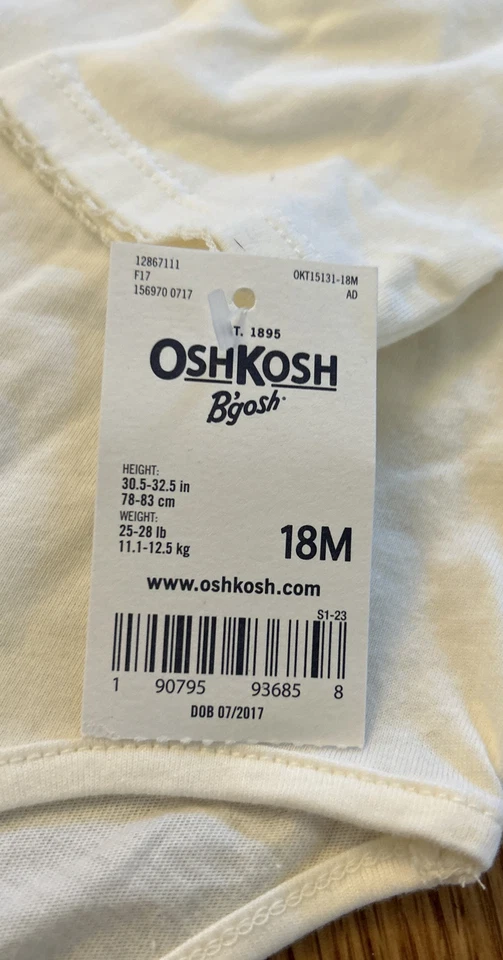 12867111
F17
156970 0717
OKT15131-18M
AD
T. 1895
OSHKOSH
B'gosh
HEIGHT:
30.5-32.5 in
78-83 cm
WEIGHT:
25-28 lb
11.1-12.5 kg
18M
www.oshkosh.com
S1-23
1 90795 93685 8
DOB 07/2017